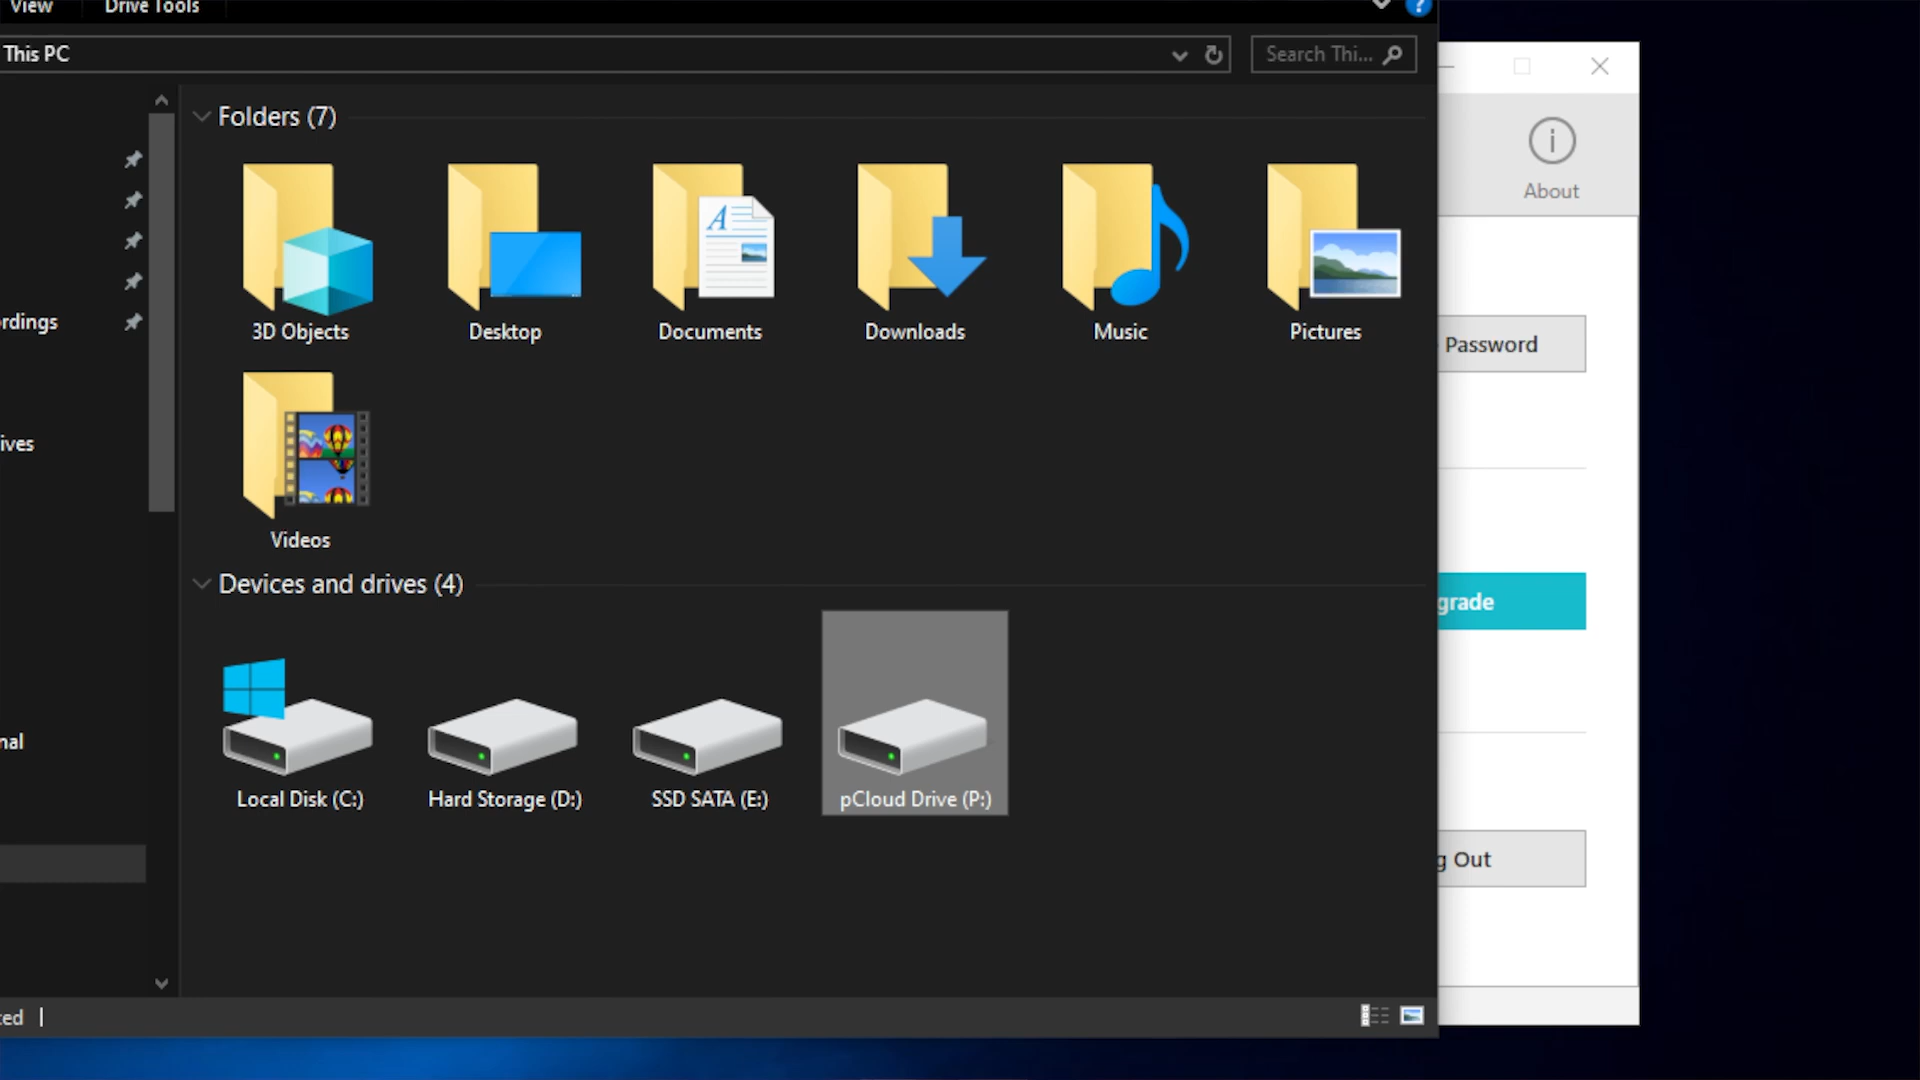 View Drive Tools
This PC
Search Thi...
Folders (7)
3D Objects
Desktop
Documents
Downloads
Music
Pictures
Videos
Devices and drives (4)
Local Disk (C:)
Hard Storage (D:)
SSD SATA (E:)
pCloud Drive (P:)
rdings
ives
nal
ted
About
Password
grade
g Out